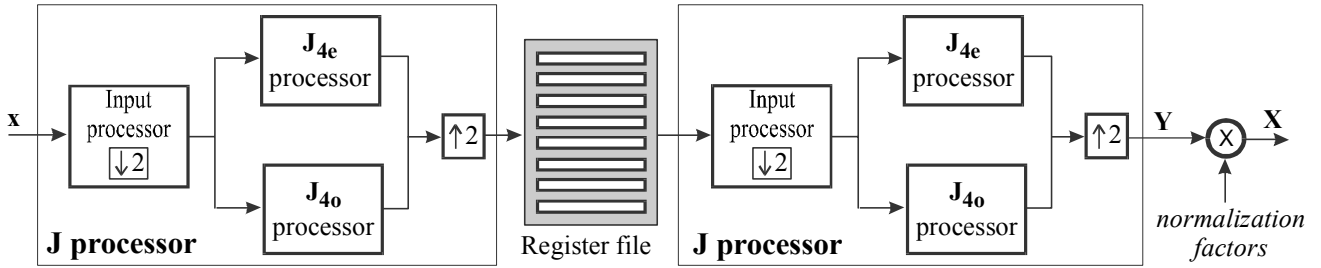 x
Input
processor
↓2
J4e
processor
J4o
processor
↑2
J processor
Register file
Input
processor
↓2
J4e
processor
J4o
processor
↑2
J processor
Y
X
X
normalization
factors